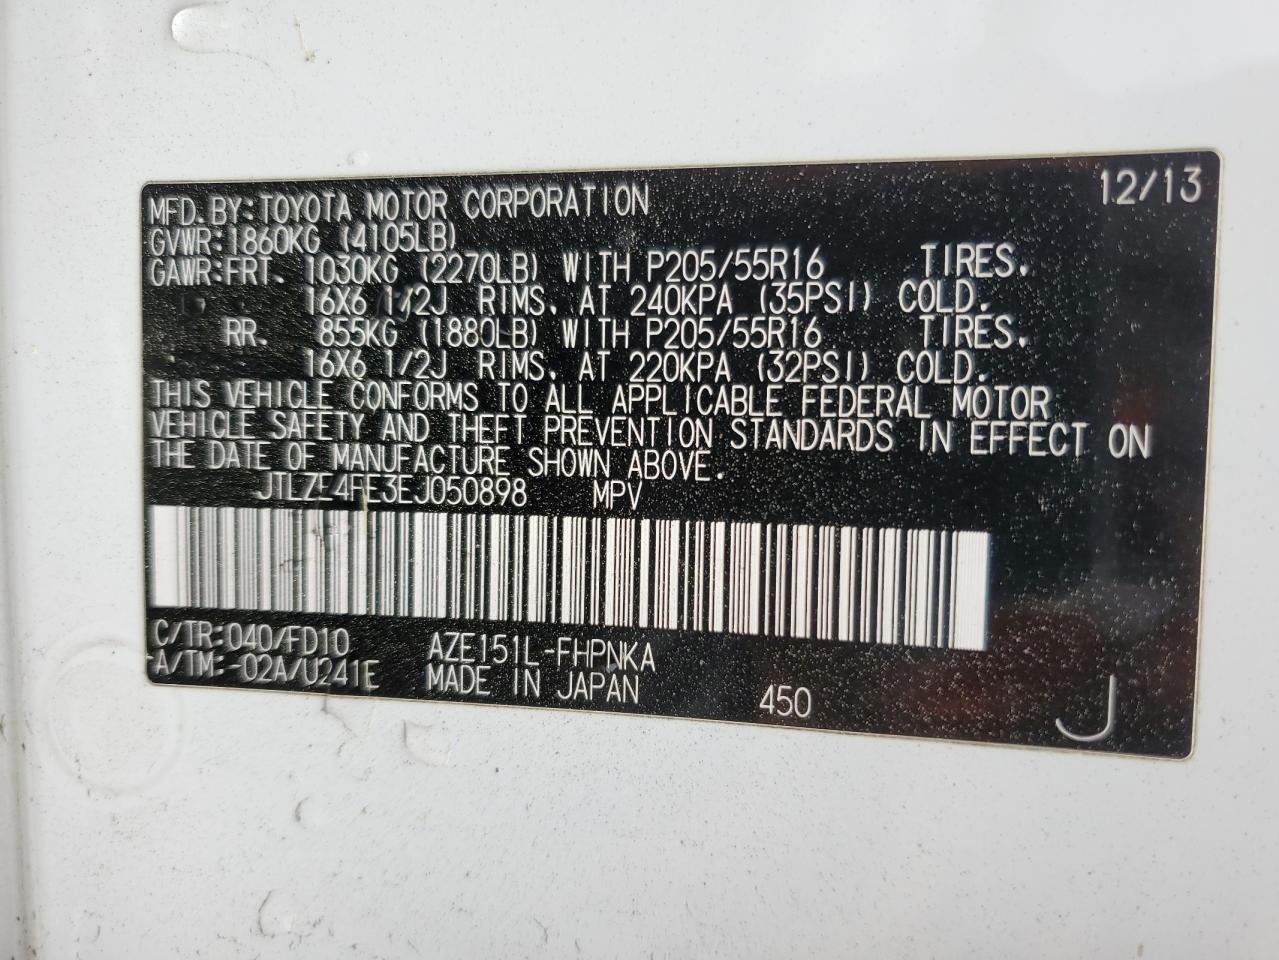 12/13
MFD. BY: TOYOTA MOTOR CORPORATION
GVWR: 1860KG (4105LB)
GAWR: FRT. 1030KG (2270LB) WITH P205/55R16 TIRES.
16X6 1/2J RIMS, AT 240KPA (35PSI) COLD.
RR. 855KG (1880LB) WITH P205/55R16 TIRES.
16X6 1/2J RIMS, AT 220KPA (32PSI) COLD.
THIS VEHICLE CONFORMS TO ALL APPLICABLE FEDERAL MOTOR
VEHICLE SAFETY AND THEFT PREVENTION STANDARDS IN EFFECT ON
THE DATE OF MANUFACTURE SHOWN ABOVE.
JTLZE4FE3EJ050898 MPV
C/TR: 040/FD10 AZE151L-FHPNKA
A/TM: -02A/U241E MADE IN JAPAN 450 J